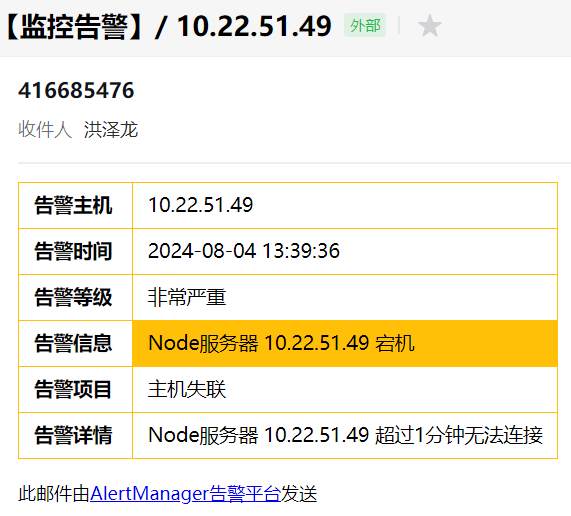 【监控告警】/ 10.22.51.49 外部
416685476
收件人 洪泽龙
告警主机 10.22.51.49
告警时间 2024-08-04 13:39:36
告警等级 非常严重
告警信息 Node服务器 10.22.51.49 宕机
告警项目 主机失联
告警详情 Node服务器 10.22.51.49 超过1分钟无法连接
此邮件由AlertManager告警平台发送